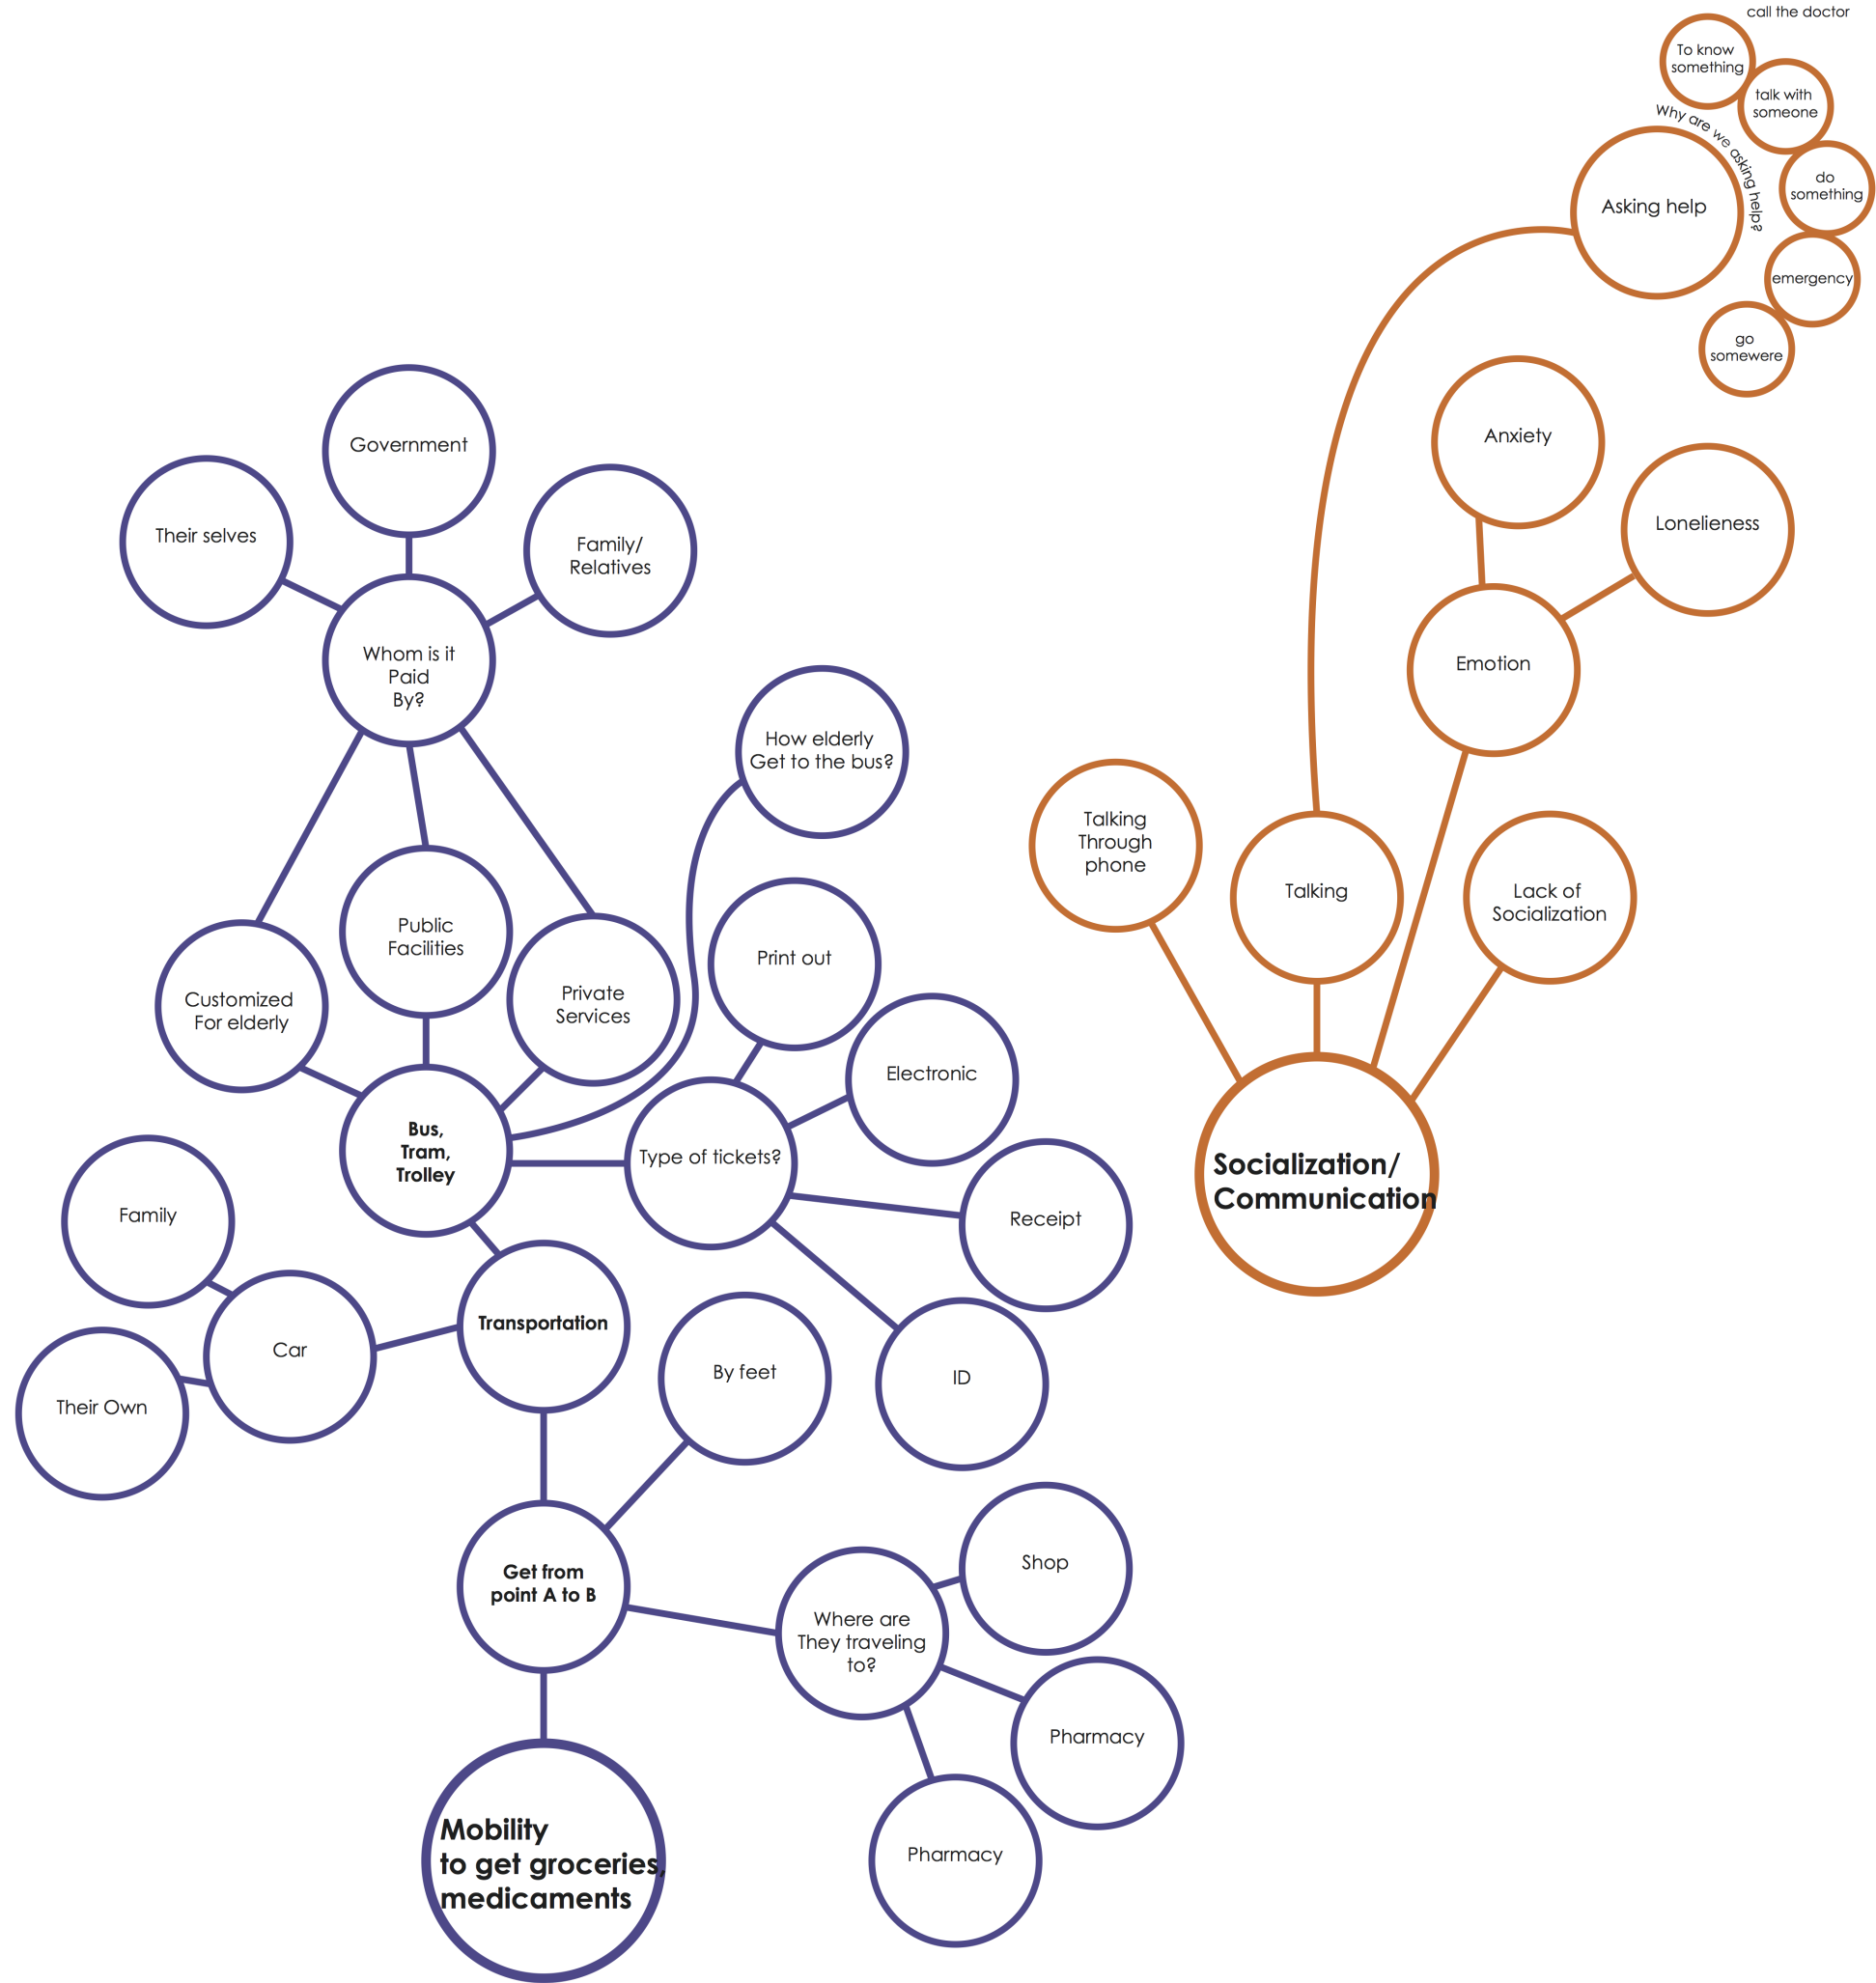 call the doctor
To know
something
talk with
someone
Why are we asking help?
do
something
Asking help
emergency
go
somewere
Anxiety
Lonelieness
Emotion
Talking
Through
phone
Talking
Lack of
Socialization
Socialization/
Communication
Government
Their selves
Family/
Relatives
Whom is it
Paid
By?
How elderly
Get to the bus?
Public
Facilities
Customized
For elderly
Private
Services
Print out
Electronic
Bus,
Tram,
Trolley
Type of tickets?
Receipt
ID
Family
Car
Their Own
Transportation
By feet
Get from
point A to B
Where are
They traveling
to?
Shop
Pharmacy
Pharmacy
Mobility
to get groceries,
medicaments